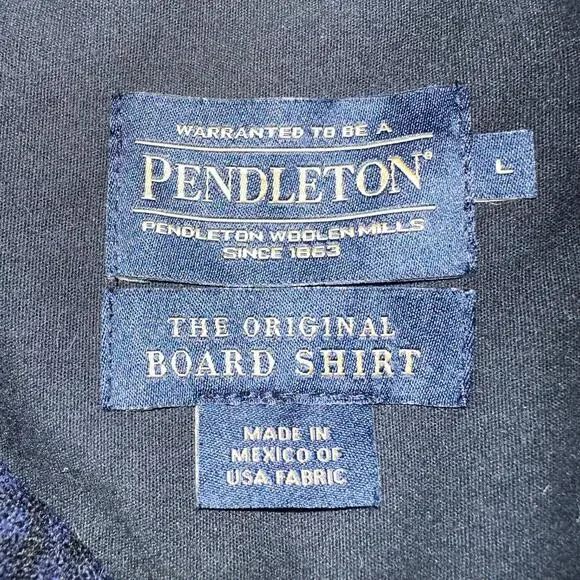 WARRANTED TO BE A
PENDLETON®
PENDLETON WOOLEN MILLS
SINCE 1863
L
THE ORIGINAL
BOARD SHIRT
MADE IN
MEXICO OF
USA FABRIC